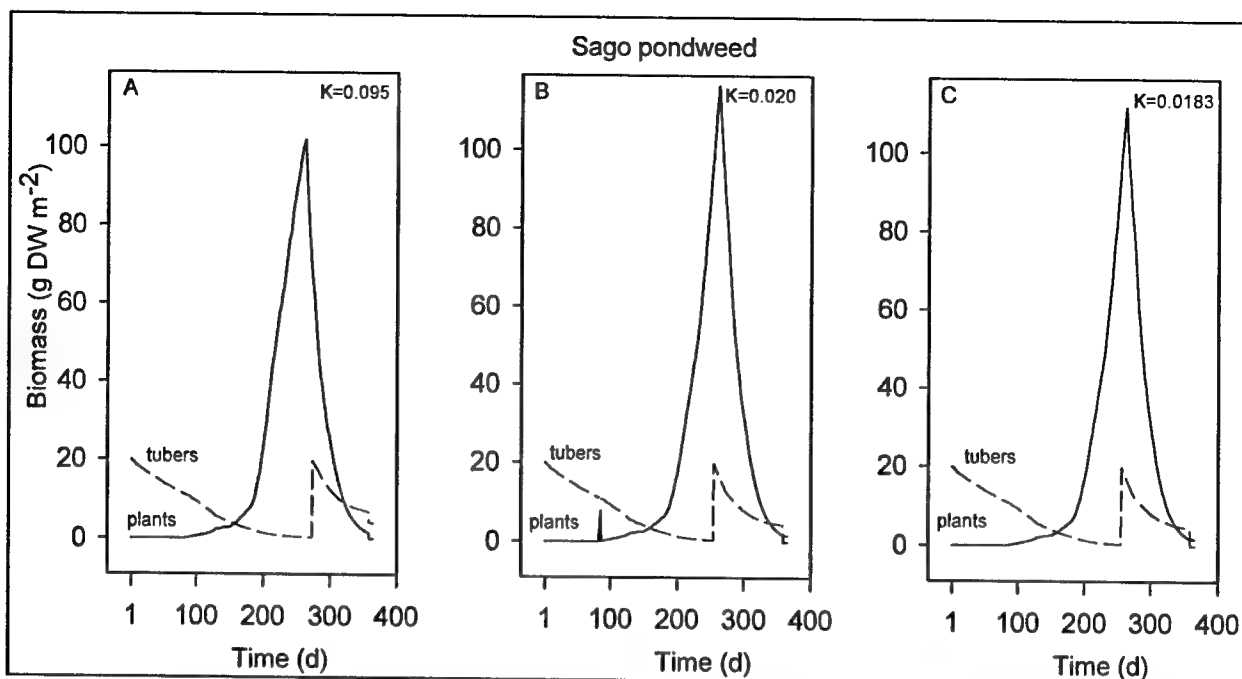 Sago pondweed
A
K=0.095
B
K=0.020
C
K=0.0183
Biomass (g DW m-2)
100
80
60
40
20
0
tubers
plants
1 100 200 300 400
Time (d)
100
80
60
40
20
0
tubers
plants
1 100 200 300 400
Time (d)
100
80
60
40
20
0
tubers
plants
1 100 200 300 400
Time (d)